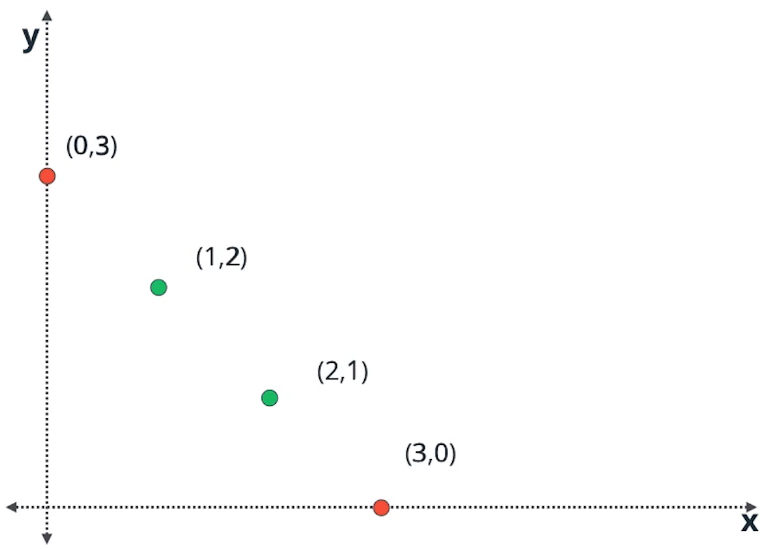 y
(0,3)
(1,2)
(2,1)
(3,0)
x